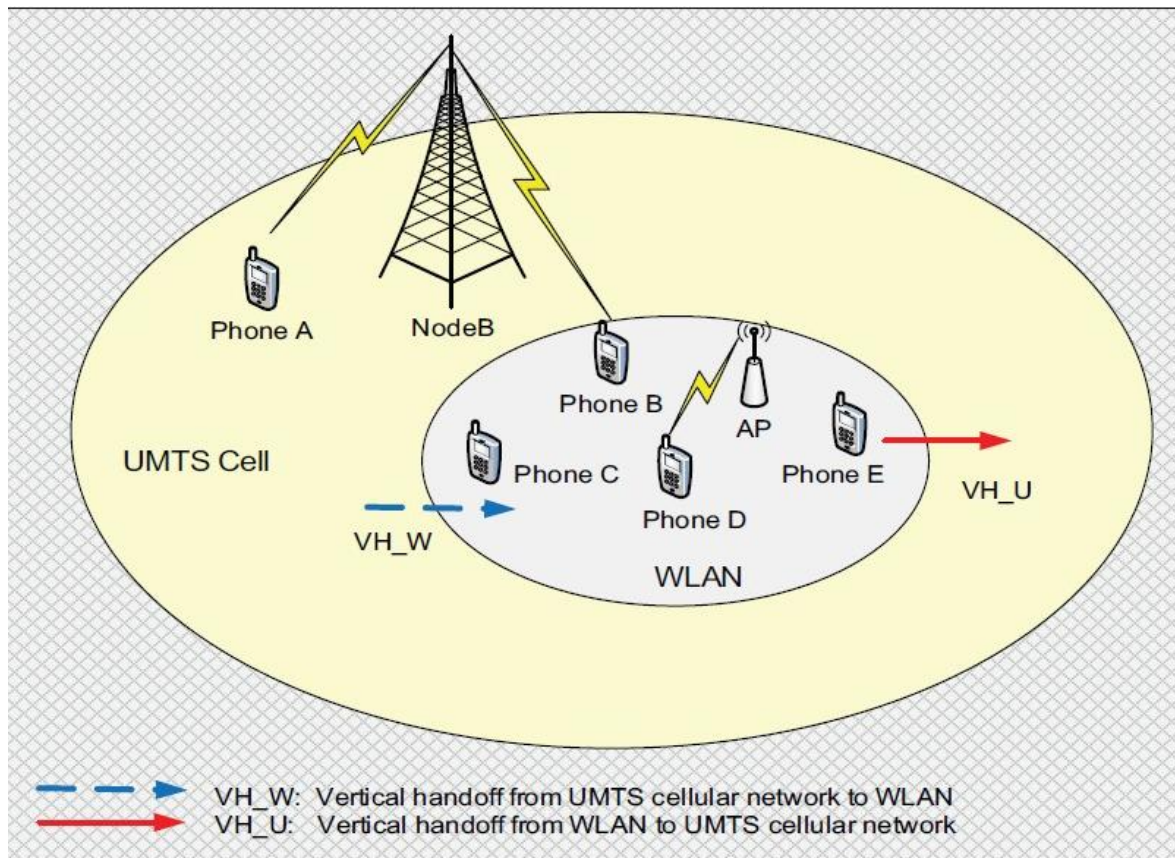 Phone A
NodeB
Phone B
AP
UMTS Cell
Phone C
Phone E
Phone D
VH_U
VH_W
WLAN
VH_W: Vertical handoff from UMTS cellular network to WLAN
VH_U: Vertical handoff from WLAN to UMTS cellular network